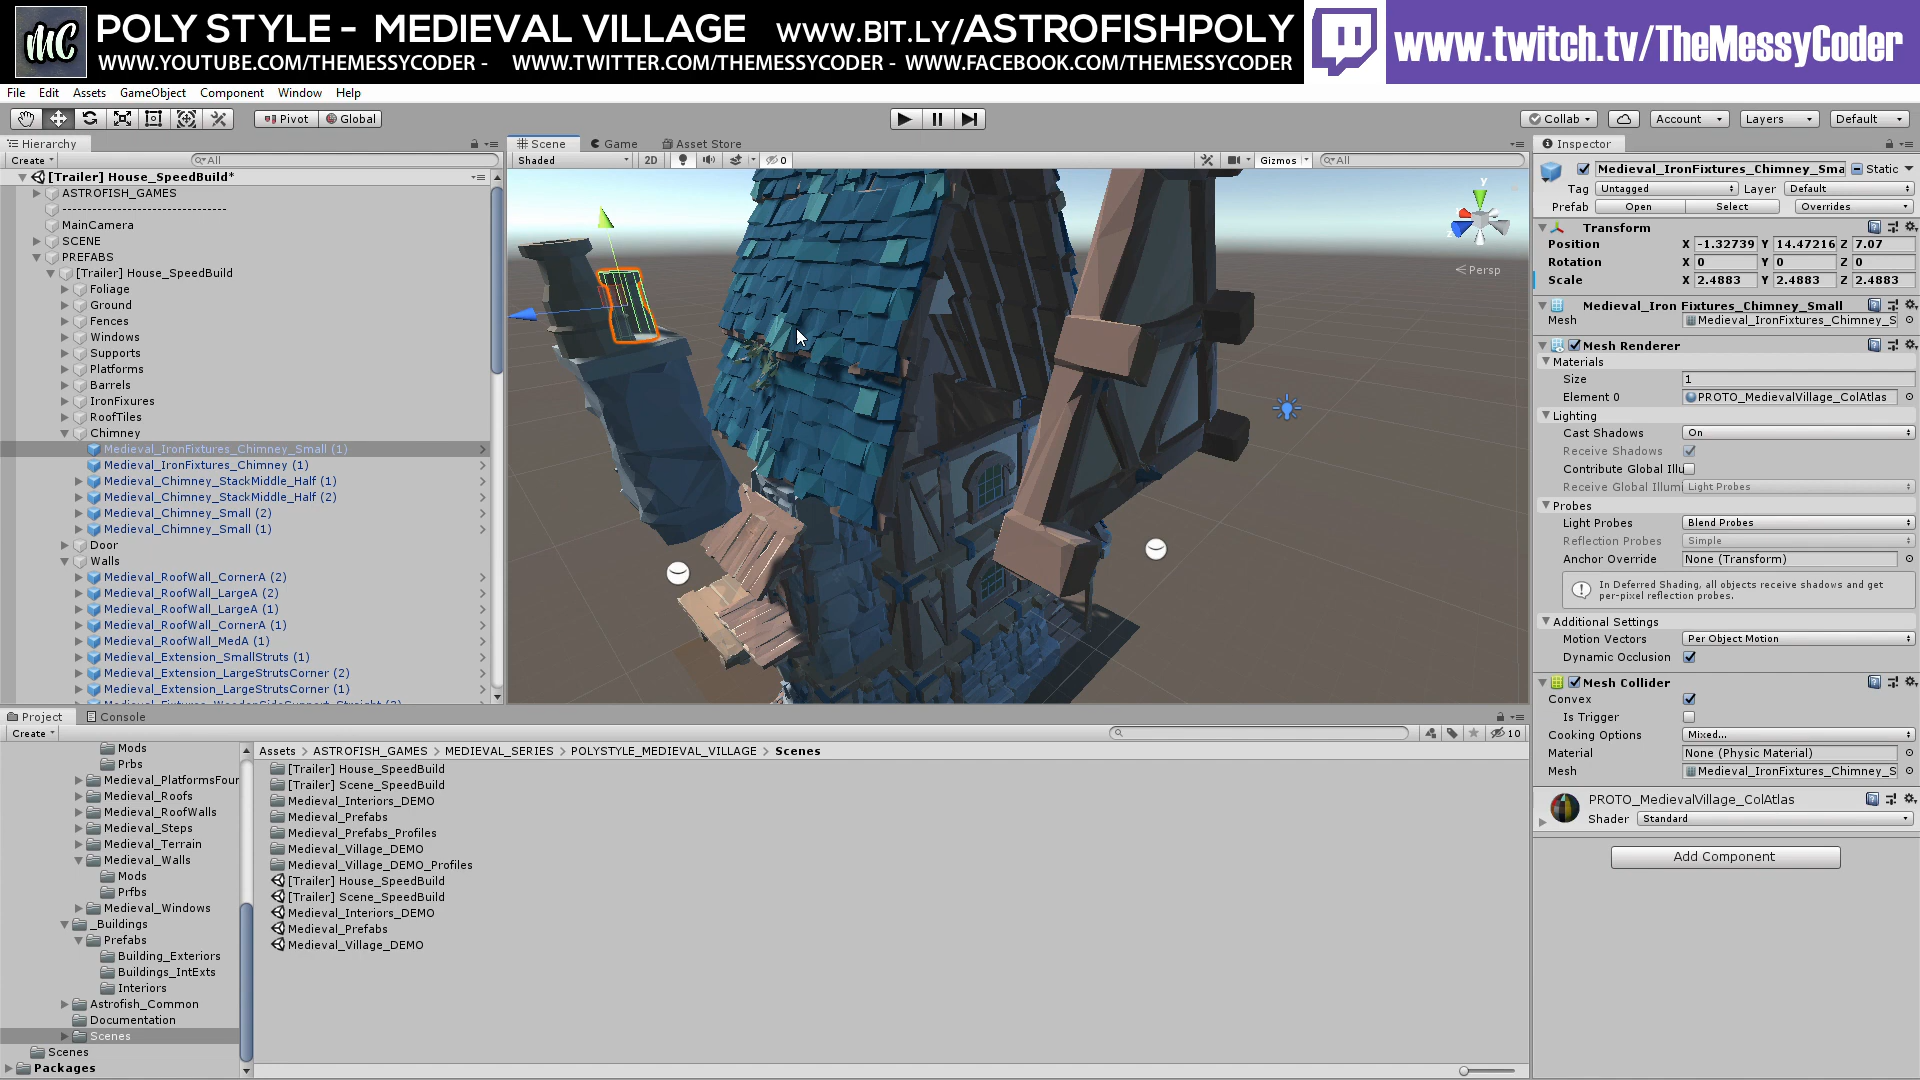 MC POLY STYLE - MEDIEVAL VILLAGE WWW.BIT.LY/ASTROFISHPOLY www.twitch.tv/TheMessyCoder
WWW.YOUTUBE.COM/THEMESSYCODER - WWW.TWITTER.COM/THEMESSYCODER - WWW.FACEBOOK.COM/THEMESSYCODER
File Edit Assets GameObject Component Window Help
Pivot Global Collab Account Layers Default
Hierarchy
Create All
[Trailer] House_SpeedBuild*
ASTROFISH_GAMES
--------------------------------
MainCamera
SCENE
PREFABS
[Trailer] House_SpeedBuild
Foliage
Ground
Fences
Windows
Supports
Platforms
Barrels
IronFixures
RoofTiles
Chimney
Medieval_IronFixtures_Chimney_Small (1)
Medieval_IronFixtures_Chimney (1)
Medieval_Chimney_StackMiddle_Half (1)
Medieval_Chimney_StackMiddle_Half (2)
Medieval_Chimney_Small (2)
Medieval_Chimney_Small (1)
Door
Walls
Medieval_RoofWall_CornerA (2)
Medieval_RoofWall_LargeA (2)
Medieval_RoofWall_LargeA (1)
Medieval_RoofWall_CornerA (1)
Medieval_RoofWall_MedA (1)
Medieval_Extension_SmallStruts (1)
Medieval_Extension_LargeStrutsCorner (2)
Medieval_Extension_LargeStrutsCorner (1)
Scene Game Asset Store
Shaded 2D 0 Gizmos All
y
Persp
Inspector
Medieval_IronFixtures_Chimney_Sma Static
Tag Untagged Layer Default
Prefab Open Select Overrides
Transform
Position X -1.32739 Y 14.47216 Z 7.07
Rotation X 0 Y 0 Z 0
Scale X 2.4883 Y 2.4883 Z 2.4883
Medieval_Iron Fixtures_Chimney_Small
Mesh Medieval_IronFixtures_Chimney_S
Mesh Renderer
Materials
Size 1
Element 0 PROTO_MedievalVillage_ColAtlas
Lighting
Cast Shadows On
Receive Shadows
Contribute Global Illu
Receive Global Illumi Light Probes
Probes
Light Probes Blend Probes
Reflection Probes Simple
Anchor Override None (Transform)
In Deferred Shading, all objects receive shadows and get
per-pixel reflection probes.
Additional Settings
Motion Vectors Per Object Motion
Dynamic Occlusion
Mesh Collider
Convex
Is Trigger
Cooking Options Mixed...
Material None (Physic Material)
Mesh Medieval_IronFixtures_Chimney_S
PROTO_MedievalVillage_ColAtlas
Shader Standard
Add Component
Project Console
Create 10
Mods
Prbs
Medieval_PlatformsFour
Medieval_Roofs
Medieval_RoofWalls
Medieval_Steps
Medieval_Terrain
Medieval_Walls
Mods
Prfbs
Medieval_Windows
_Buildings
Prefabs
Building_Exteriors
Buildings_IntExts
Interiors
Astrofish_Common
Documentation
Scenes
Scenes
Packages
Assets > ASTROFISH_GAMES > MEDIEVAL_SERIES > POLYSTYLE_MEDIEVAL_VILLAGE > Scenes
[Trailer] House_SpeedBuild
[Trailer] Scene_SpeedBuild
Medieval_Interiors_DEMO
Medieval_Prefabs
Medieval_Prefabs_Profiles
Medieval_Village_DEMO
Medieval_Village_DEMO_Profiles
[Trailer] House_SpeedBuild
[Trailer] Scene_SpeedBuild
Medieval_Interiors_DEMO
Medieval_Prefabs
Medieval_Village_DEMO